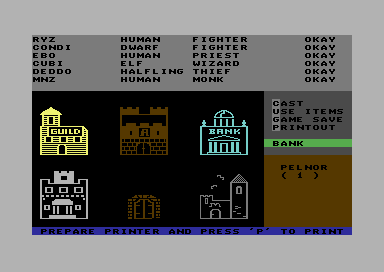 RYZ HUMAN FIGHTER OKAY
CONDI DWARF FIGHTER OKAY
EBO HUMAN PRIEST OKAY
CUBI ELF WIZARD OKAY
DEDDO HALFLING THIEF OKAY
MNZ HUMAN MONK OKAY
CAST
USE ITEMS
GAME SAVE
PRINTOUT
GUILD
A
BANK
BANK
PELNOR
( 1 )
PREPARE PRINTER AND PRESS 'P' TO PRINT